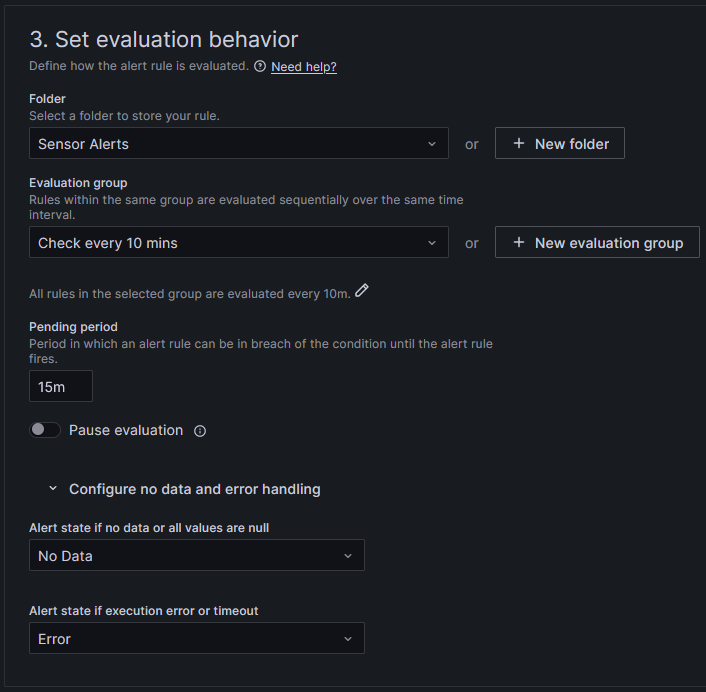 3. Set evaluation behavior
Define how the alert rule is evaluated. Need help?
Folder
Select a folder to store your rule.
Sensor Alerts or + New folder
Evaluation group
Rules within the same group are evaluated sequentially over the same time
interval.
Check every 10 mins or + New evaluation group
All rules in the selected group are evaluated every 10m.
Pending period
Period in which an alert rule can be in breach of the condition until the alert rule
fires.
15m
Pause evaluation
Configure no data and error handling
Alert state if no data or all values are null
No Data
Alert state if execution error or timeout
Error